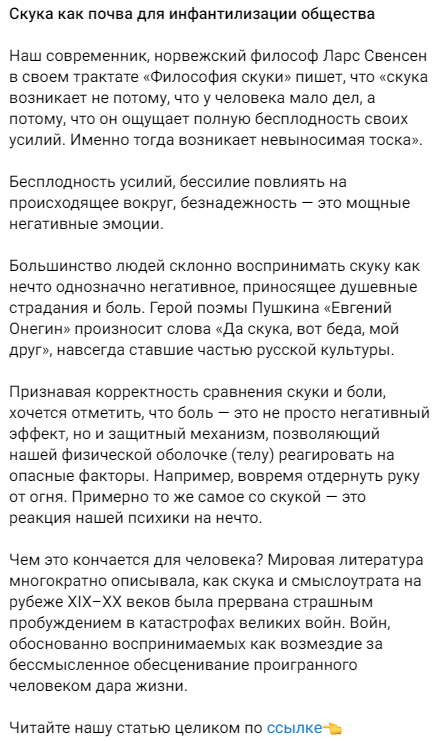 Скука как почва для инфантилизации общества
Наш современник, норвежский философ Ларс Свенсен
в своем трактате «Философия скуки» пишет, что «скука
возникает не потому, что у человека мало дел, а
потому, что он ощущает полную бесплодность своих
усилий. Именно тогда возникает невыносимая тоска».
Бесплодность усилий, бессилие повлиять на
происходящее вокруг, безнадежность — это мощные
негативные эмоции.
Большинство людей склонно воспринимать скуку как
нечто однозначно негативное, приносящее душевные
страдания и боль. Герой поэмы Пушкина «Евгений
Онегин» произносит слова «Да скука, вот беда, мой
друг», навсегда ставшие частью русской культуры.
Признавая корректность сравнения скуки и боли,
хочется отметить, что боль — это не просто негативный
эффект, но и защитный механизм, позволяющий
нашей физической оболочке (телу) реагировать на
опасные факторы. Например, вовремя отдернуть руку
от огня. Примерно то же самое со скукой — это
реакция нашей психики на нечто.
Чем это кончается для человека? Мировая литература
многократно описывала, как скука и смыслоутрата на
рубеже XIX–XX веков была прервана страшным
пробуждением в катастрофах великих войн. Войн,
обоснованно воспринимаемых как возмездие за
бессмысленное обесценивание проигранного
человеком дара жизни.
Читайте нашу статью целиком по ссылке👈